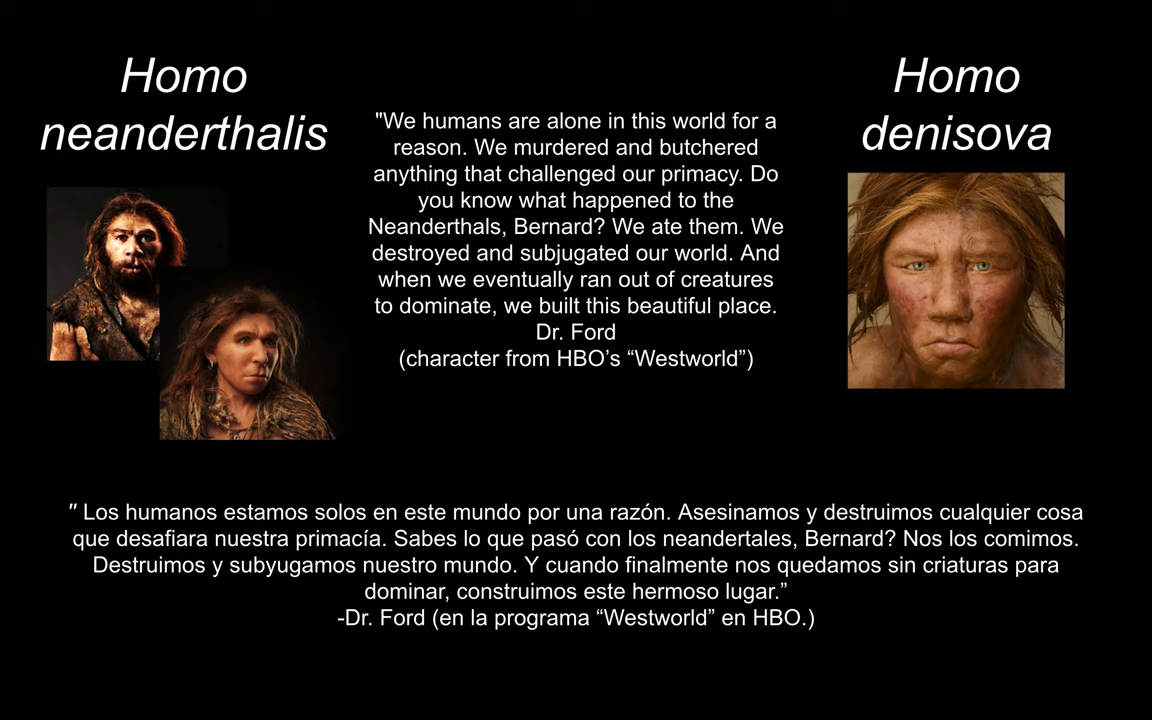 Homo
neanderthalis
"We humans are alone in this world for a
reason. We murdered and butchered
anything that challenged our primacy. Do
you know what happened to the
Neanderthals, Bernard? We ate them. We
destroyed and subjugated our world. And
when we eventually ran out of creatures
to dominate, we built this beautiful place.
Dr. Ford
(character from HBO’s “Westworld”)
Homo
denisova
" Los humanos estamos solos en este mundo por una razón. Asesinamos y destruimos cualquier cosa
que desafiara nuestra primacía. Sabes lo que pasó con los neandertales, Bernard? Nos los comimos.
Destruimos y subyugamos nuestro mundo. Y cuando finalmente nos quedamos sin criaturas para
dominar, construimos este hermoso lugar.”
-Dr. Ford (en la programa “Westworld” en HBO.)